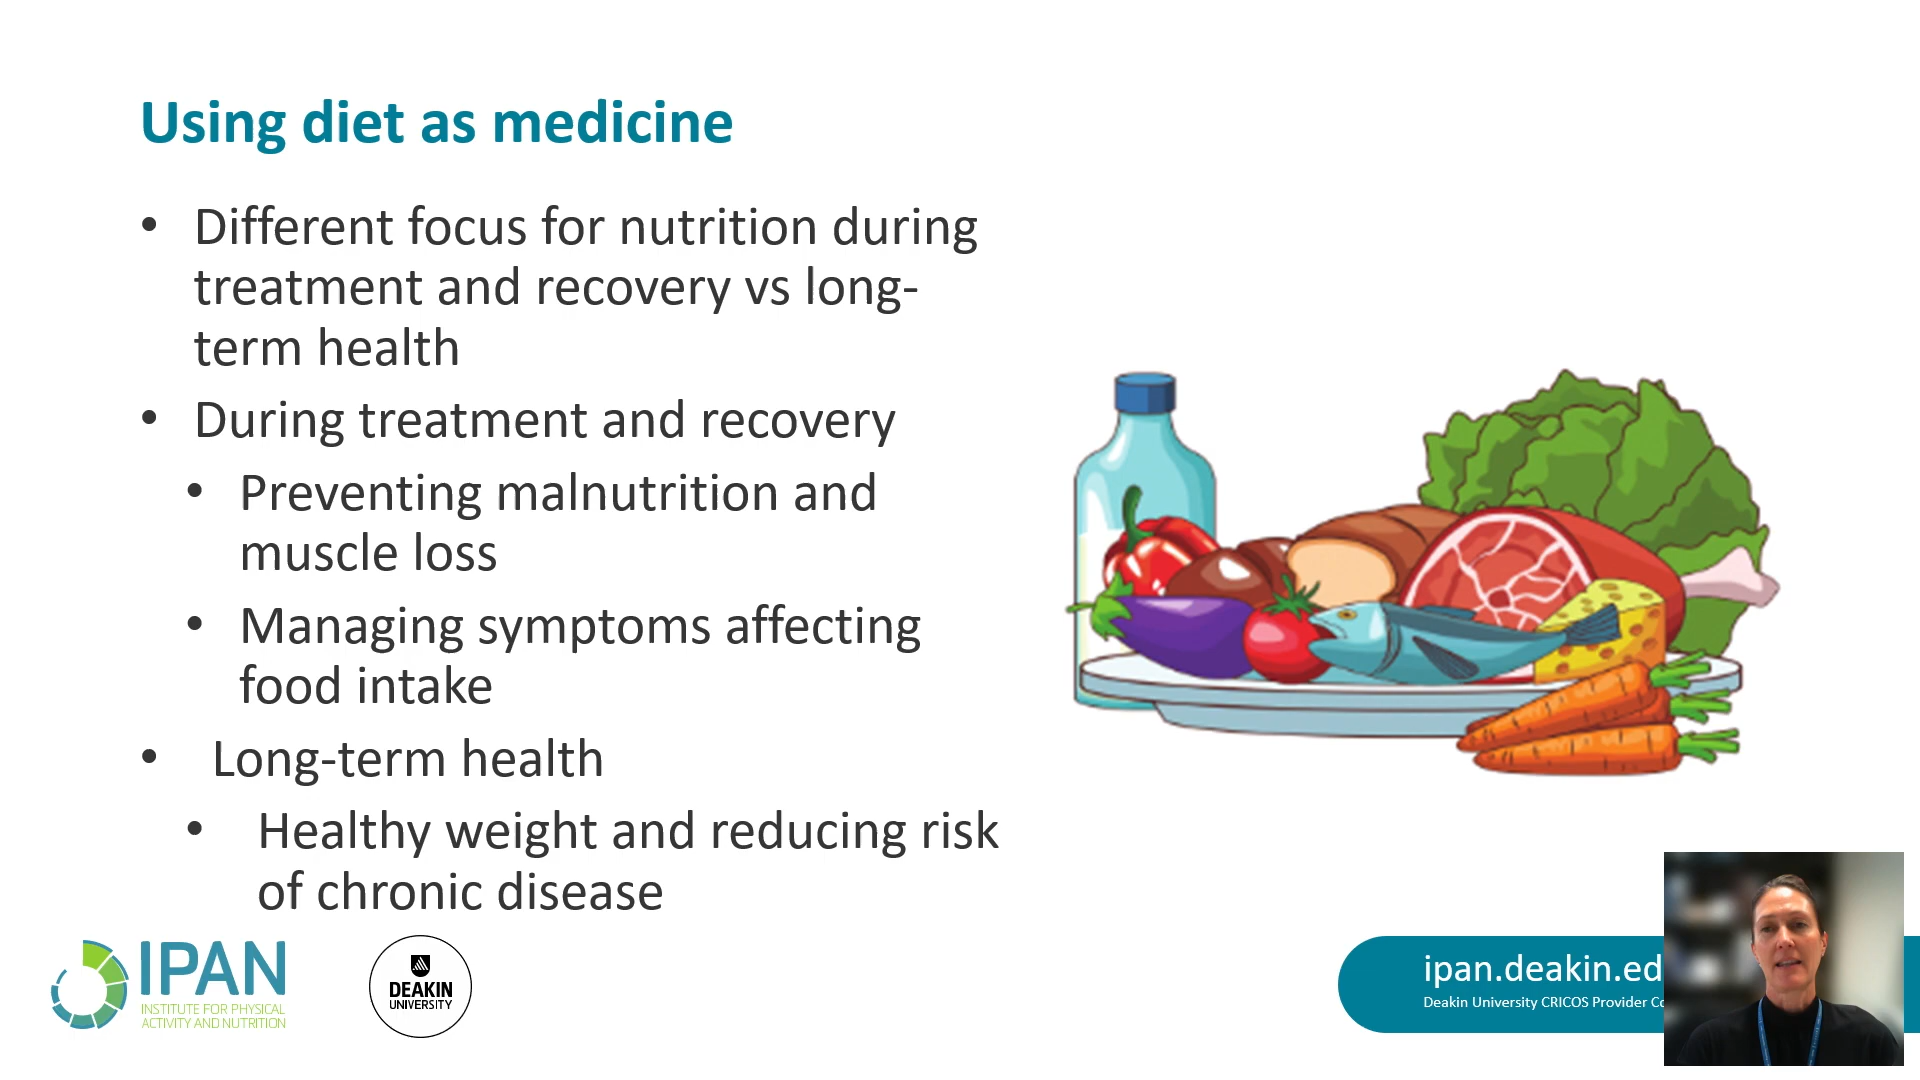 Using diet as medicine
• Different focus for nutrition during
treatment and recovery vs long-
term health
• During treatment and recovery
• Preventing malnutrition and
muscle loss
• Managing symptoms affecting
food intake
• Long-term health
• Healthy weight and reducing risk
of chronic disease
IPAN
INSTITUTE FOR PHYSICAL
ACTIVITY AND NUTRITION
DEAKIN
UNIVERSITY
ipan.deakin.ed
Deakin University CRICOS Provider